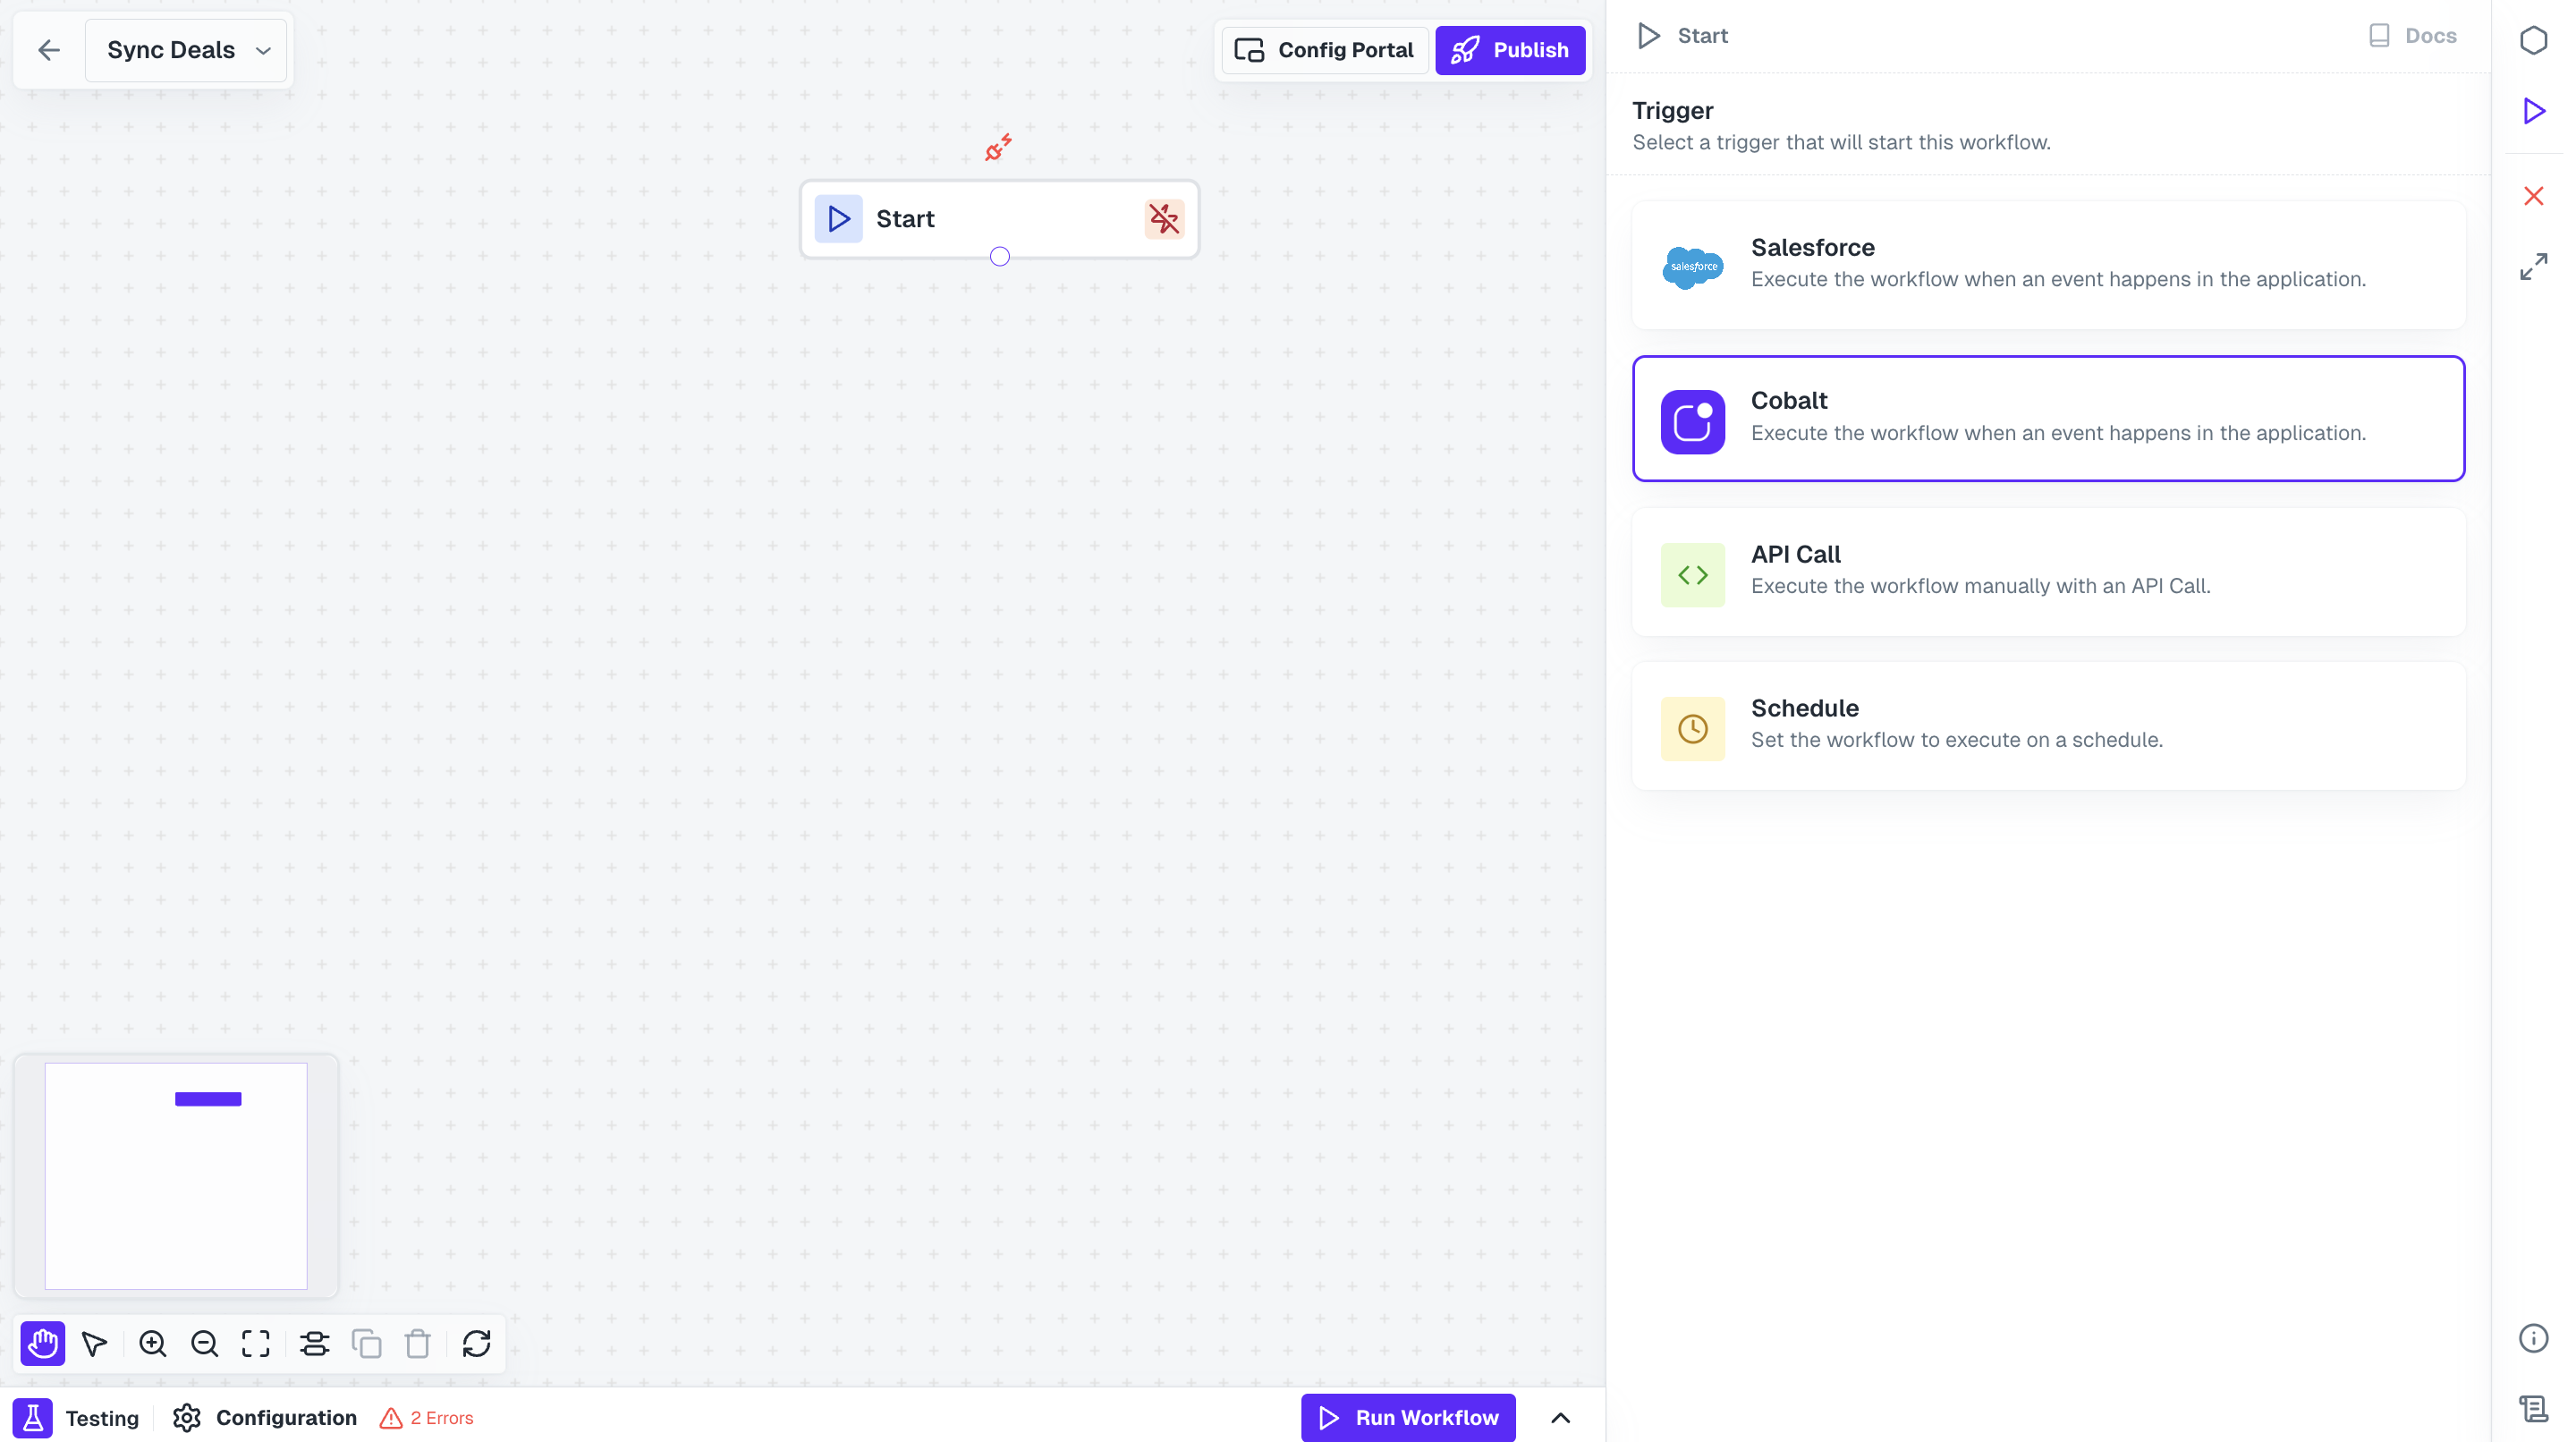 Sync Deals
Config Portal
Publish
Start
Start
Docs
Trigger
Select a trigger that will start this workflow.
salesforce
Salesforce
Execute the workflow when an event happens in the application.
Cobalt
Execute the workflow when an event happens in the application.
API Call
Execute the workflow manually with an API Call.
Schedule
Set the workflow to execute on a schedule.
Testing
Configuration
2 Errors
Run Workflow